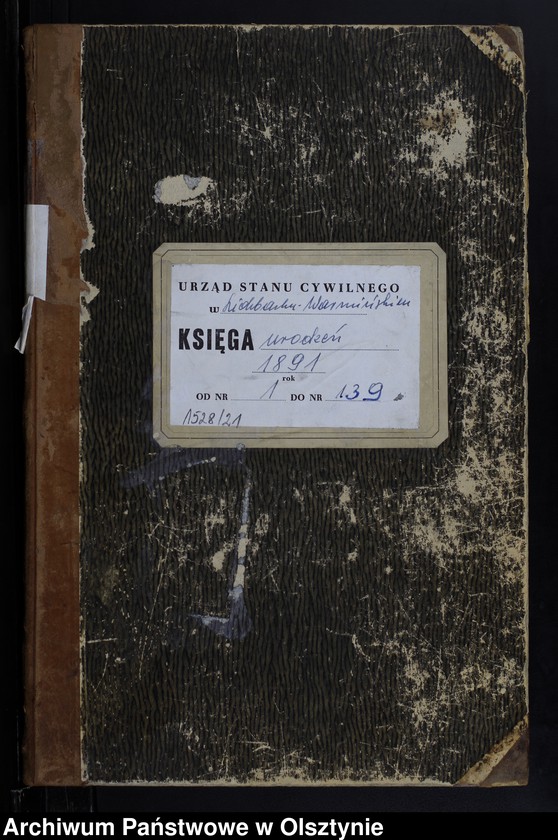 URZĄD STANU CYWILNEGO
w Lidzbarku-Warmińskim
KSIĘGA urodzeń
1891
rok
OD NR 1 DO NR 139
1528/21
Archiwum Państwowe w Olsztynie